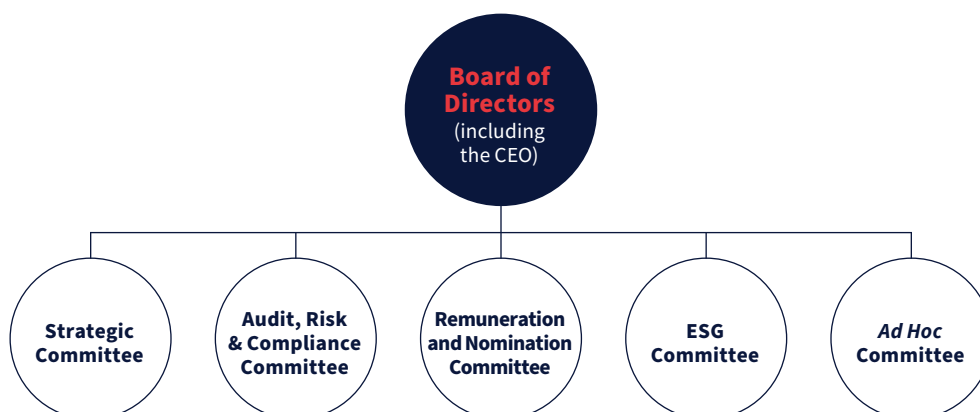 Board of
Directors
(including
the CEO)
Strategic
Committee
Audit, Risk
& Compliance
Committee
Remuneration
and Nomination
Committee
ESG
Committee
Ad Hoc
Committee